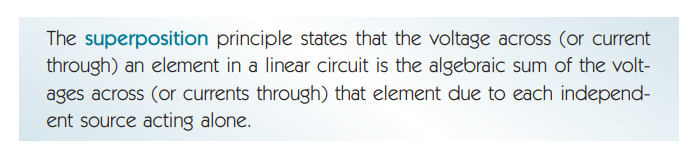 The superposition principle states that the voltage across (or current
through) an element in a linear circuit is the algebraic sum of the volt-
ages across (or currents through) that element due to each independ-
ent source acting alone.